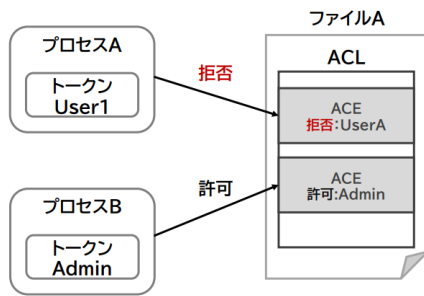 ファイルA
プロセスA
トークン
User1
拒否
ACL
ACE
拒否:UserA
プロセスB
トークン
Admin
許可
ACE
許可:Admin